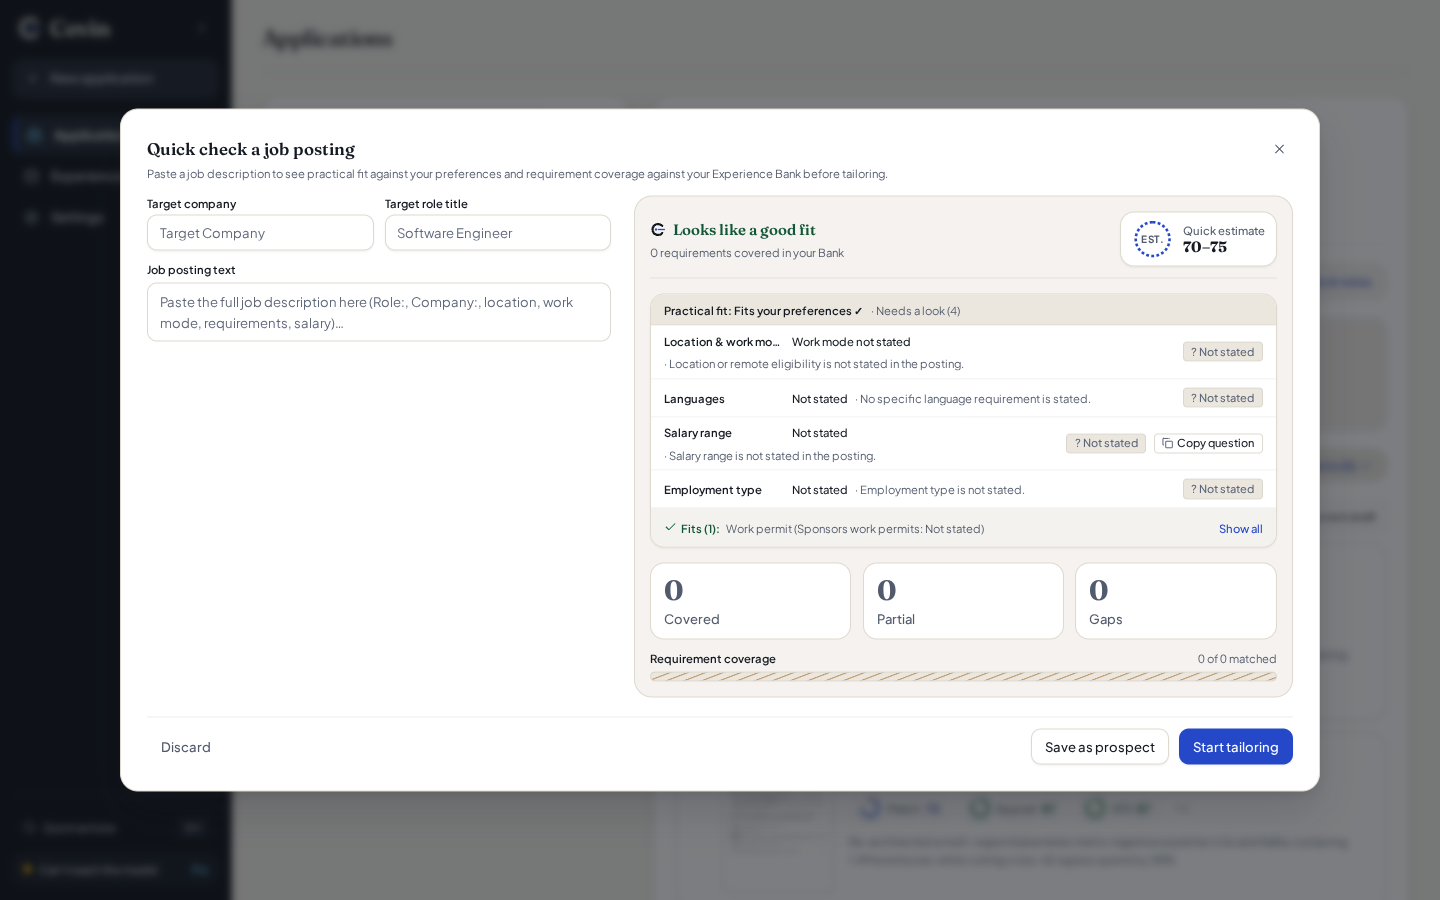 Cevin
New application
Applications
Settings
Quick check a job posting
Paste a job description to see practical fit against your preferences and requirement coverage against your Experience Bank before tailoring.
Target company
Target role title
Target Company
Software Engineer
Job posting text
Paste the full job description here (Role:, Company:, location, work
mode, requirements, salary)...
Looks like a good fit
0 requirements covered in your Bank
EST.
Quick estimate
70–75
Practical fit: Fits your preferences ✓ · Needs a look (4)
Location & work mo... Work mode not stated
· Location or remote eligibility is not stated in the posting.
? Not stated
Languages Not stated · No specific language requirement is stated.
? Not stated
Salary range Not stated
· Salary range is not stated in the posting.
? Not stated Copy question
Employment type Not stated · Employment type is not stated.
? Not stated
Fits (1): Work permit (Sponsors work permits: Not stated)
Show all
0 0 0
Covered Partial Gaps
Requirement coverage 0 of 0 matched
Discard
Save as prospect
Start tailoring